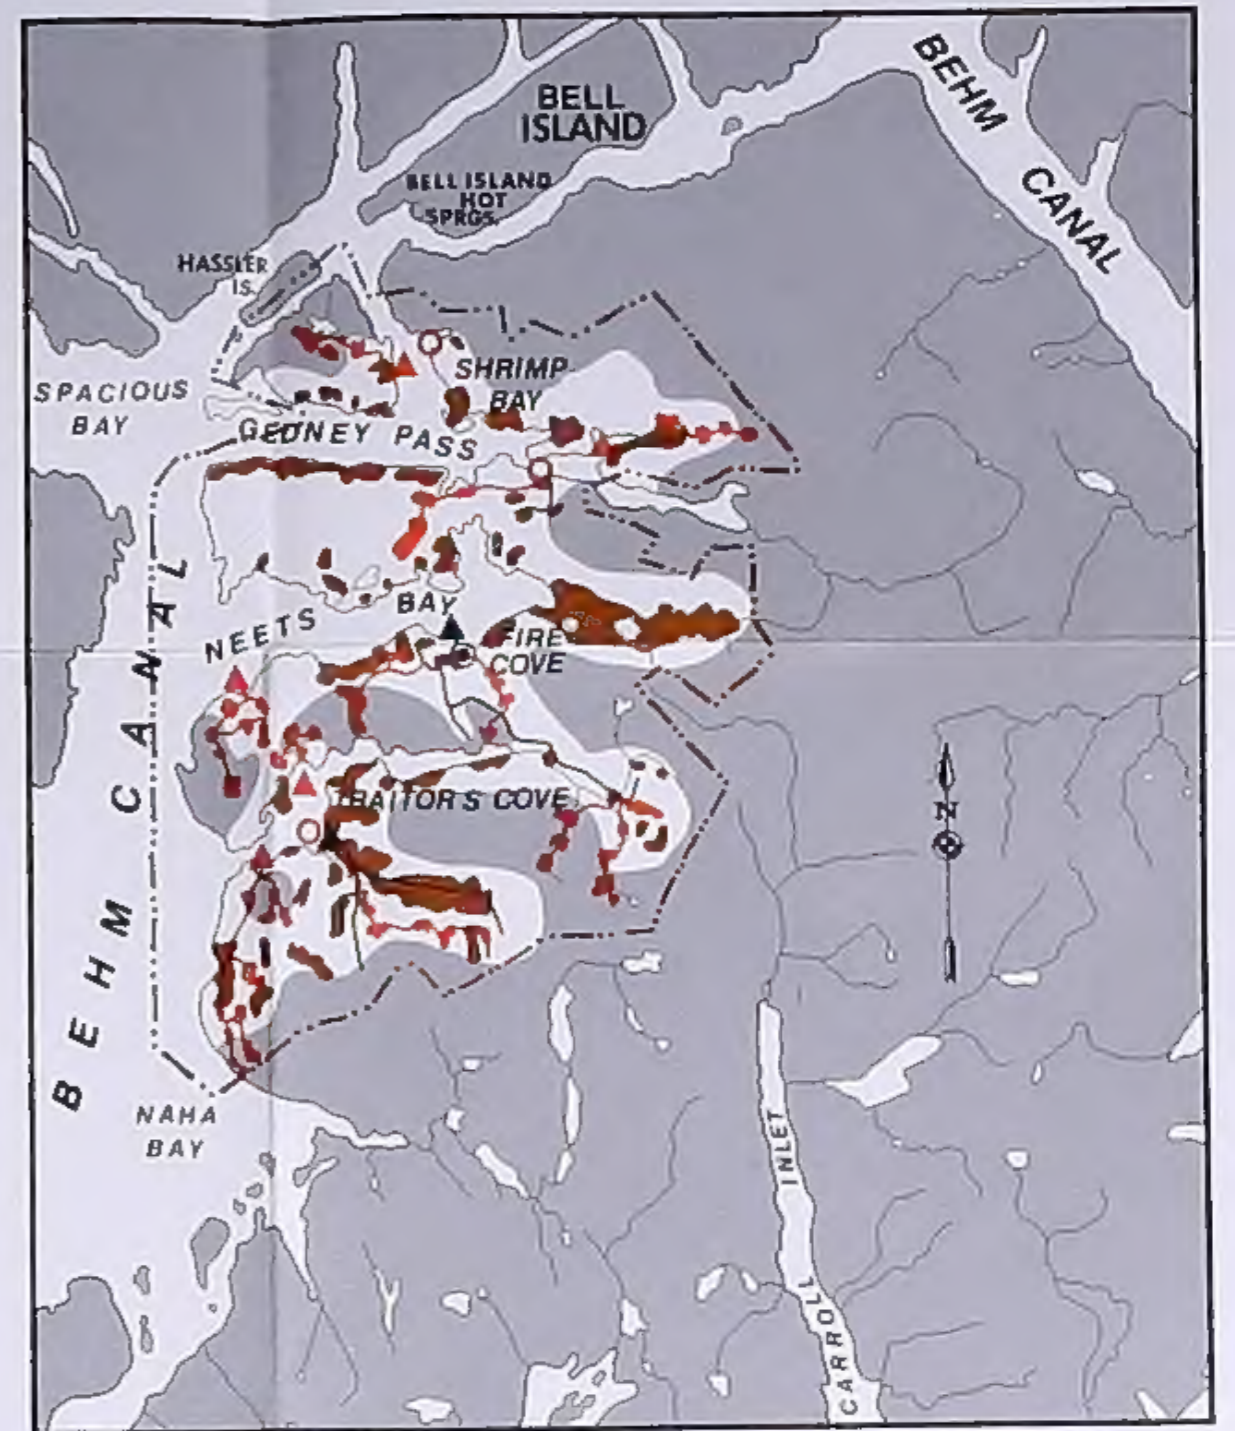 BELL
ISLAND
BEHM CANAL
BELL ISLAND
HOT
SPRGS.
HASSLER
IS.
SPACIOUS
BAY
SHRIMP
BAY
GEDNEY PASS
NEETS BAY
FIRE
COVE
TRAITOR'S COVE
BEHM CANAL
N
NAHA
BAY
CARROLL INLET